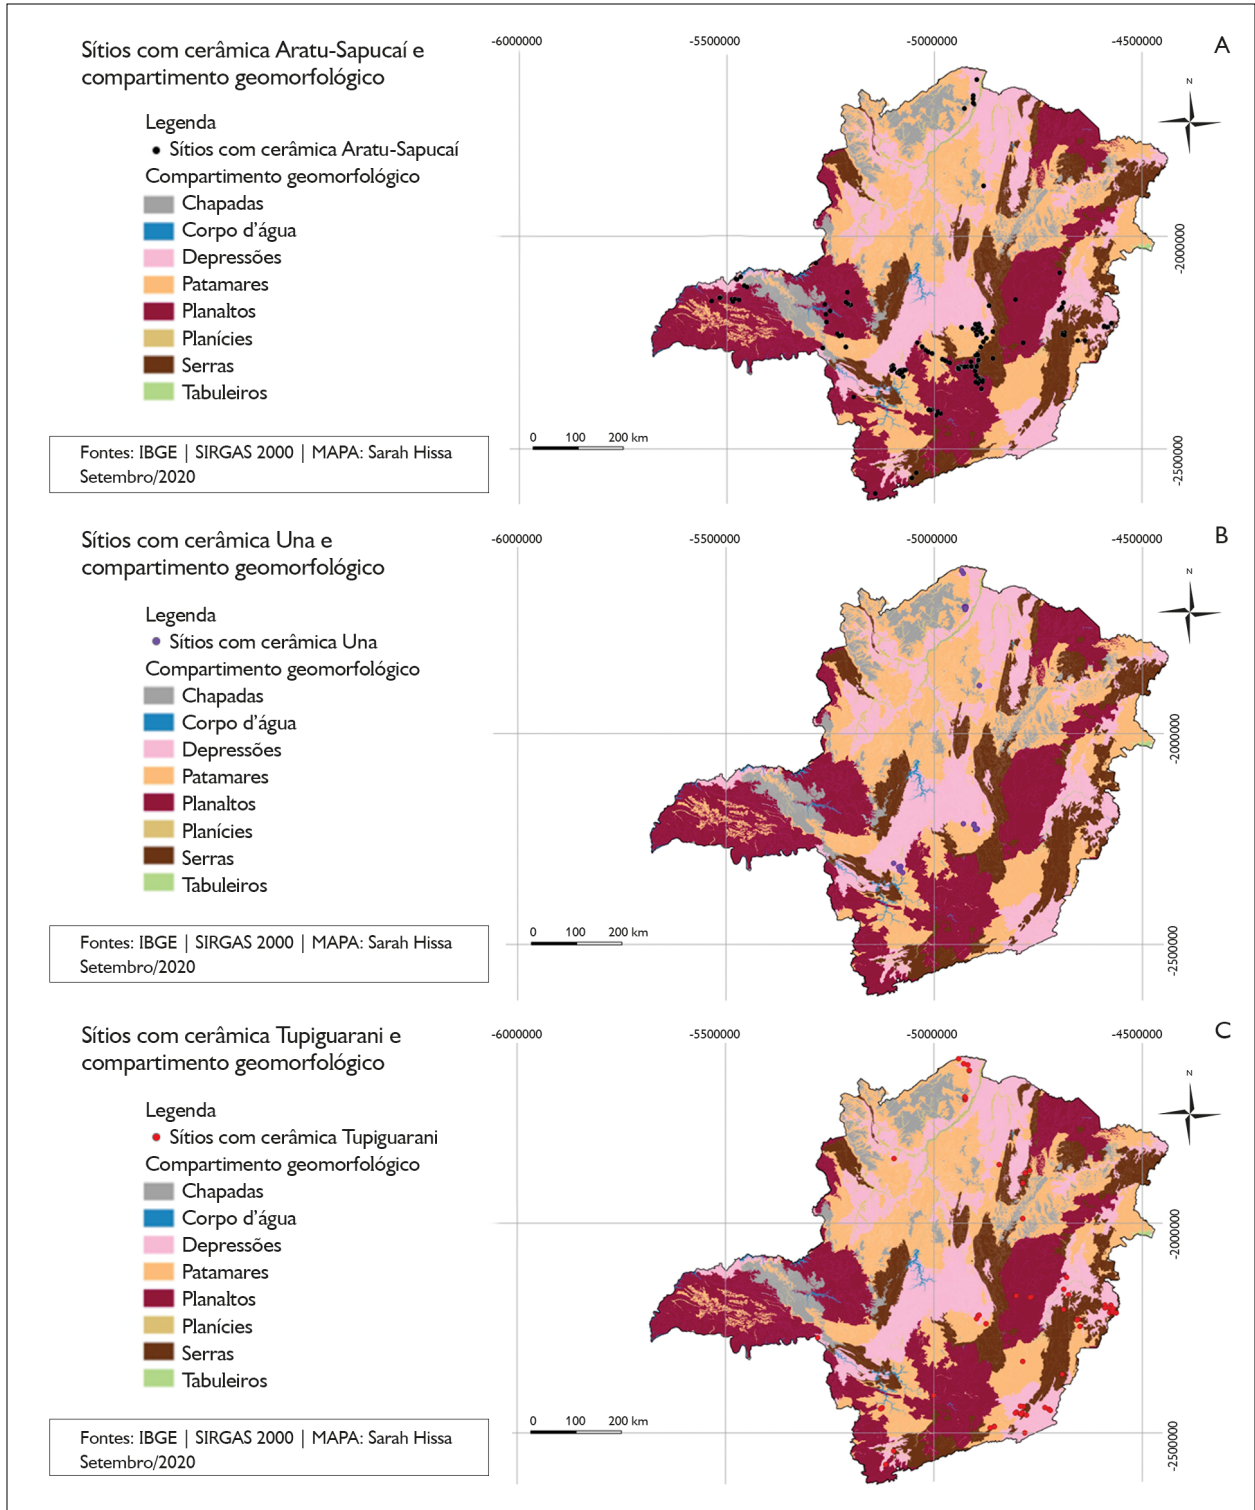 Sítios com cerâmica Aratu-Sapucaí e
compartimento geomorfológico
Legenda
Sítios com cerâmica Aratu-Sapucaí
Compartimento geomorfológico
Chapadas
Corpo d'água
Depressões
Patamares
Planaltos
Planícies
Serras
Tabuleiros
Fontes: IBGE | SIRGAS 2000 | MAPA: Sarah Hissa
Setembro/2020
-6000000 -5500000 -5000000 -4500000
A
N
-2000000
-2500000
0 100 200 km
Sítios com cerâmica Una e
compartimento geomorfológico
Legenda
Sítios com cerâmica Una
Compartimento geomorfológico
Chapadas
Corpo d'água
Depressões
Patamares
Planaltos
Planícies
Serras
Tabuleiros
Fontes: IBGE | SIRGAS 2000 | MAPA: Sarah Hissa
Setembro/2020
-6000000 -5500000 -5000000 -4500000
B
N
-2000000
-2500000
0 100 200 km
Sítios com cerâmica Tupiguarani e
compartimento geomorfológico
Legenda
Sítios com cerâmica Tupiguarani
Compartimento geomorfológico
Chapadas
Corpo d'água
Depressões
Patamares
Planaltos
Planícies
Serras
Tabuleiros
Fontes: IBGE | SIRGAS 2000 | MAPA: Sarah Hissa
Setembro/2020
-6000000 -5500000 -5000000 -4500000
C
N
-2000000
-2500000
0 100 200 km